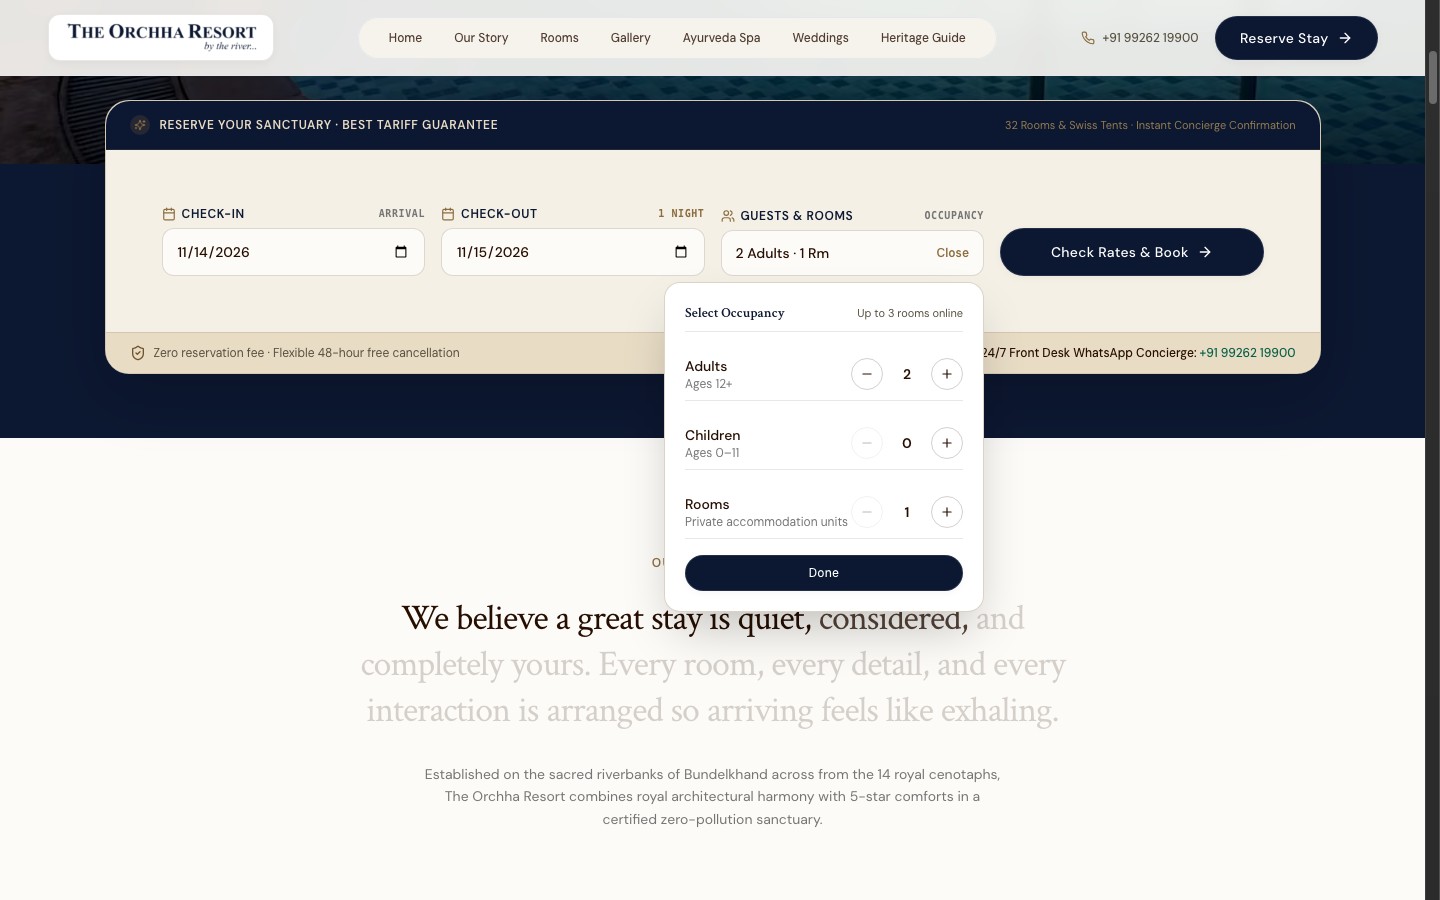 THE ORCHHA RESORT
by the river...
Home
Our Story
Rooms
Gallery
Ayurveda Spa
Weddings
Heritage Guide
+91 99262 19900
Reserve Stay
RESERVE YOUR SANCTUARY · BEST TARIFF GUARANTEE
32 Rooms & Swiss Tents · Instant Concierge Confirmation
CHECK-IN
ARRIVAL
CHECK-OUT
1 NIGHT
GUESTS & ROOMS
OCCUPANCY
11/14/2026
11/15/2026
2 Adults · 1 Rm
Close
Check Rates & Book
Select Occupancy
Up to 3 rooms online
Zero reservation fee · Flexible 48-hour free cancellation
24/7 Front Desk WhatsApp Concierge: +91 99262 19900
Adults
Ages 12+
2
Children
Ages 0–11
0
Rooms
Private accommodation units
1
Done
We believe a great stay is quiet, considered, and
completely yours. Every room, every detail, and every
interaction is arranged so arriving feels like exhaling.
Established on the sacred riverbanks of Bundelkhand across from the 14 royal cenotaphs,
The Orchha Resort combines royal architectural harmony with 5-star comforts in a
certified zero-pollution sanctuary.